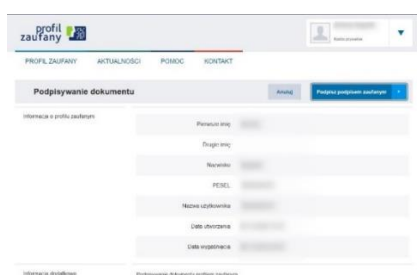 profil
zaufany
PROFIL ZAUFANY AKTUALNOŚCI POMOC KONTAKT
Podpisywanie dokumentu
Anuluj
Podpisz podpisem zaufanym
Informacja o profilu zaufanym
Pierwsze imię
Drugie imię
Nazwisko
PESEL
Nazwa użytkownika
Data utworzenia
Data wygaśnięcia
Informacje dodatkowe
Podpisywanie dokumentu profilem zaufanym